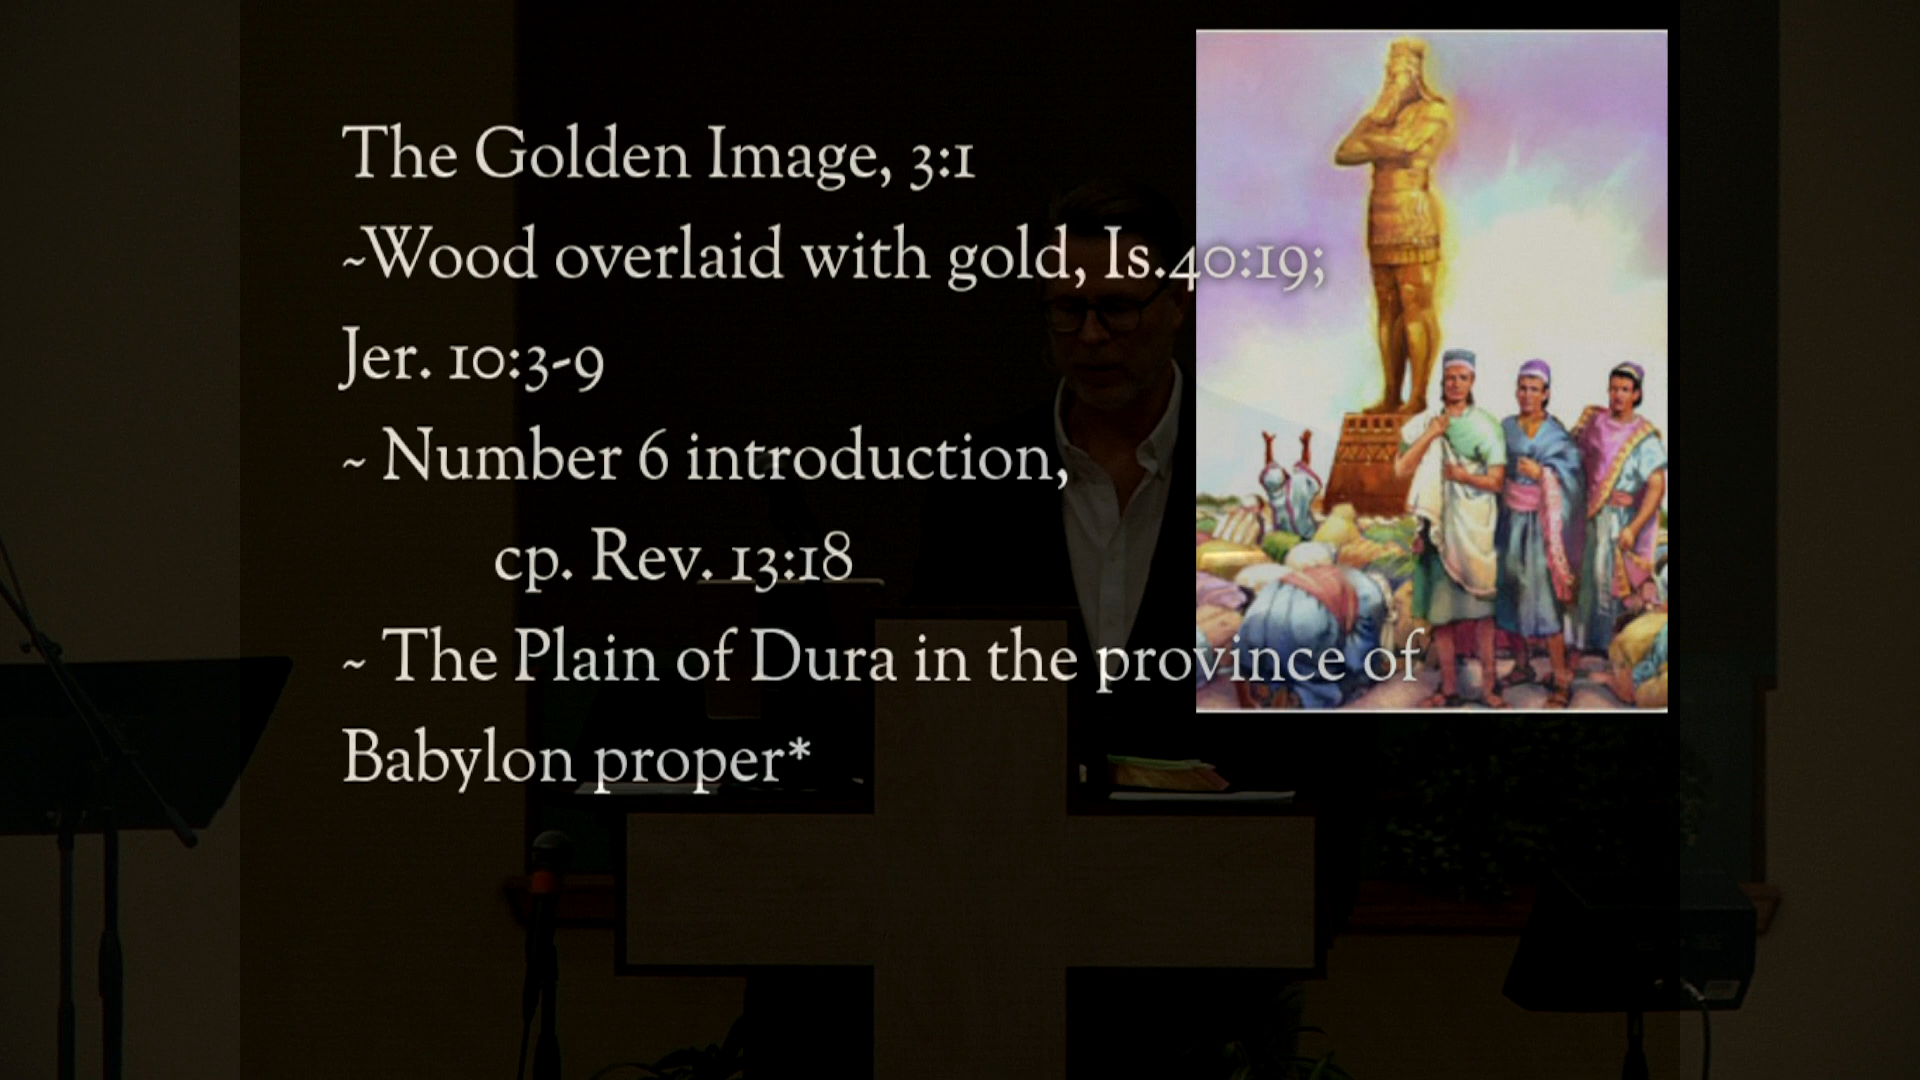 The Golden Image, 3:1
~Wood overlaid with gold, Is.40:19;
Jer. 10:3-9
~ Number 6 introduction,
cp. Rev. 13:18
~ The Plain of Dura in the province of
Babylon proper*